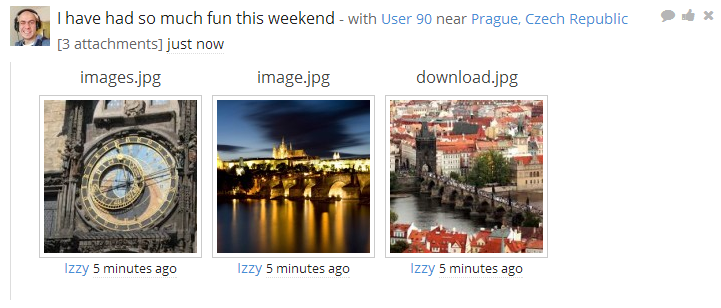 I have had so much fun this weekend - with User 90 near Prague, Czech Republic
[3 attachments] just now
images.jpg image.jpg download.jpg
Izzy 5 minutes ago Izzy 5 minutes ago Izzy 5 minutes ago